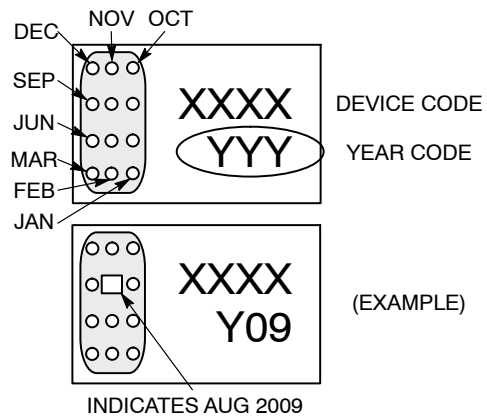 DEC NOV OCT
SEP
JUN
MAR
FEB
JAN
XXXX DEVICE CODE
YYY YEAR CODE
XXXX (EXAMPLE)
Y09
INDICATES AUG 2009